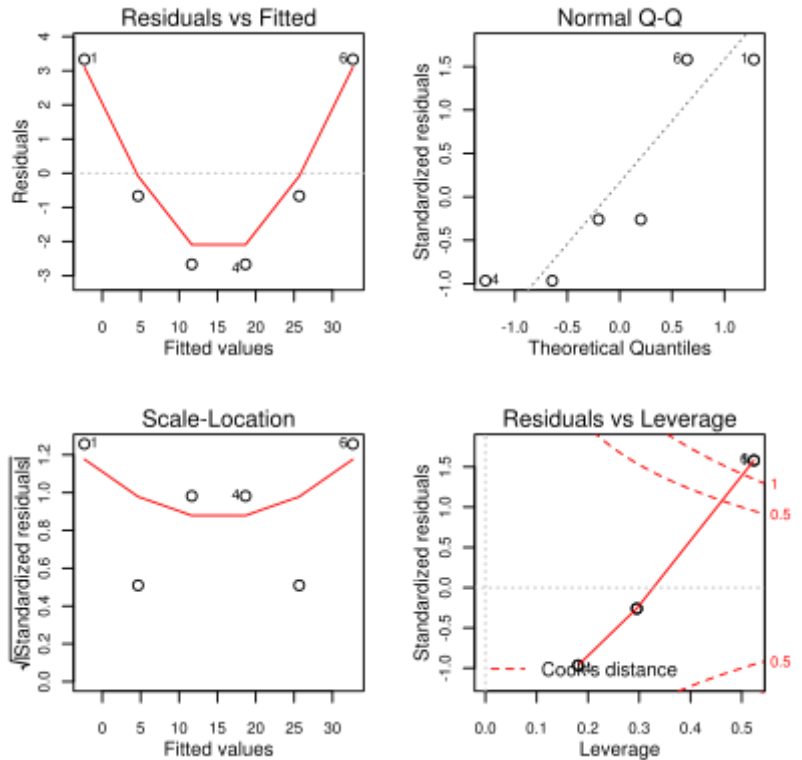 Residuals vs Fitted
Residuals
4
3
2
1
0
-1
-2
-3
1
6
4
0 5 10 15 20 25 30
Fitted values
Normal Q-Q
Standardized residuals
1.5
1.0
0.5
0.0
-0.5
-1.0
6
1
4
-1.0 -0.5 0.0 0.5 1.0
Theoretical Quantiles
Scale-Location
√|Standardized residuals|
1.2
1.0
0.8
0.6
0.4
0.2
0.0
1
6
4
0 5 10 15 20 25 30
Fitted values
Residuals vs Leverage
Standardized residuals
1.5
1.0
0.5
0.0
-0.5
-1.0
1
0.5
0.5
Cook's distance
0.0 0.1 0.2 0.3 0.4 0.5
Leverage